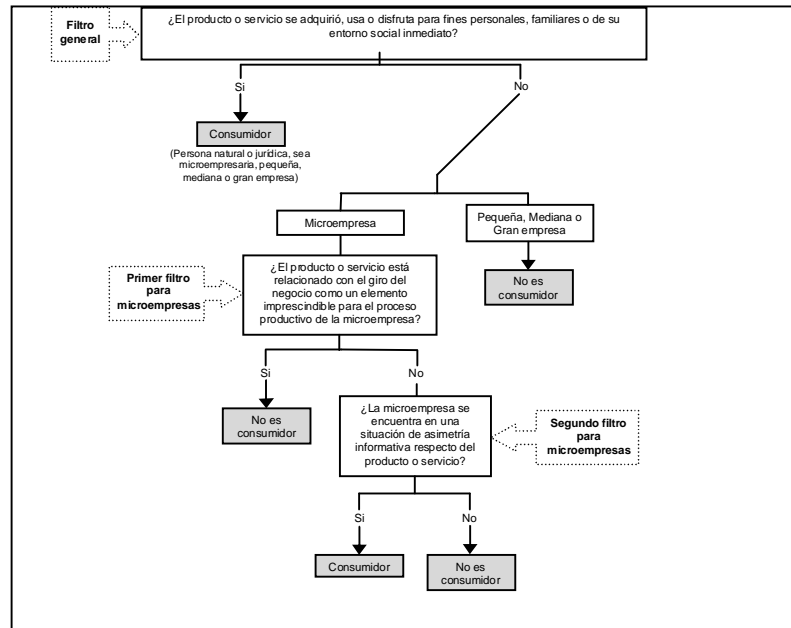 Filtro
general
¿El producto o servicio se adquirió, usa o disfruta para fines personales, familiares o de su
entorno social inmediato?
Si
No
Consumidor
(Persona natural o jurídica, sea
microempresaria, pequeña,
mediana o gran empresa)
Microempresa
Pequeña, Mediana o
Gran empresa
Primer filtro
para
microempresas
¿El producto o servicio está
relacionado con el giro del
negocio como un elemento
imprescindible para el proceso
productivo de la microempresa?
No es
consumidor
Si
No
No es
consumidor
¿La microempresa se
encuentra en una
situación de asimetría
informativa respecto del
producto o servicio?
Segundo filtro
para
microempresas
Si
No
Consumidor
No es
consumidor